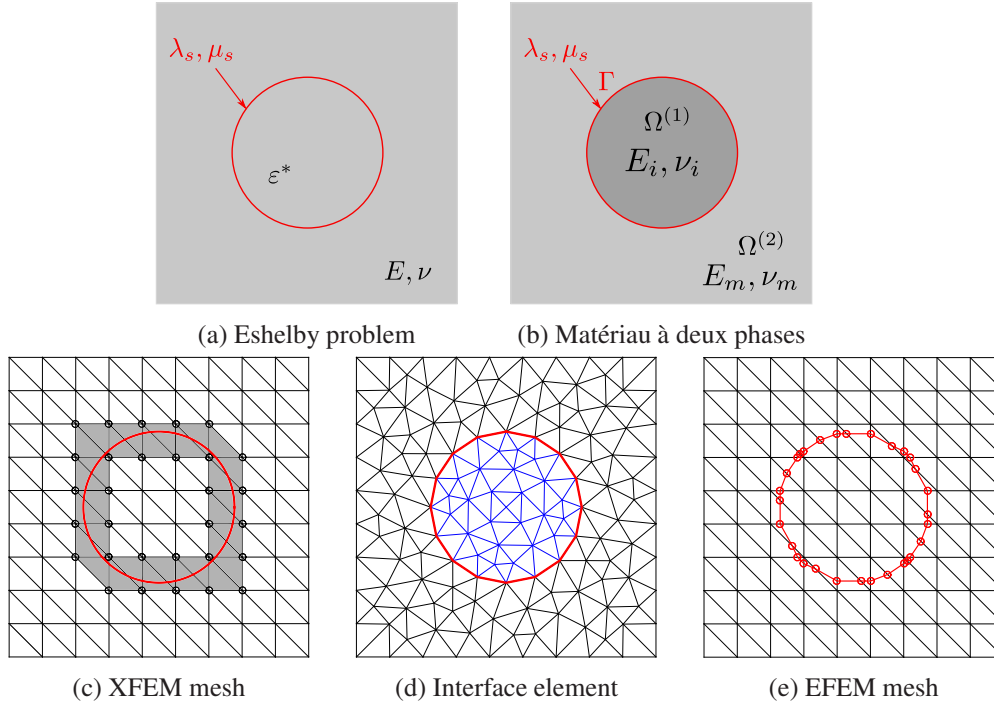 λ_s, μ_s
ε*
E, ν
λ_s, μ_s
Γ
Ω^(1)
E_i, ν_i
Ω^(2)
E_m, ν_m
(a) Eshelby problem
(b) Matériau à deux phases
(c) XFEM mesh
(d) Interface element
(e) EFEM mesh